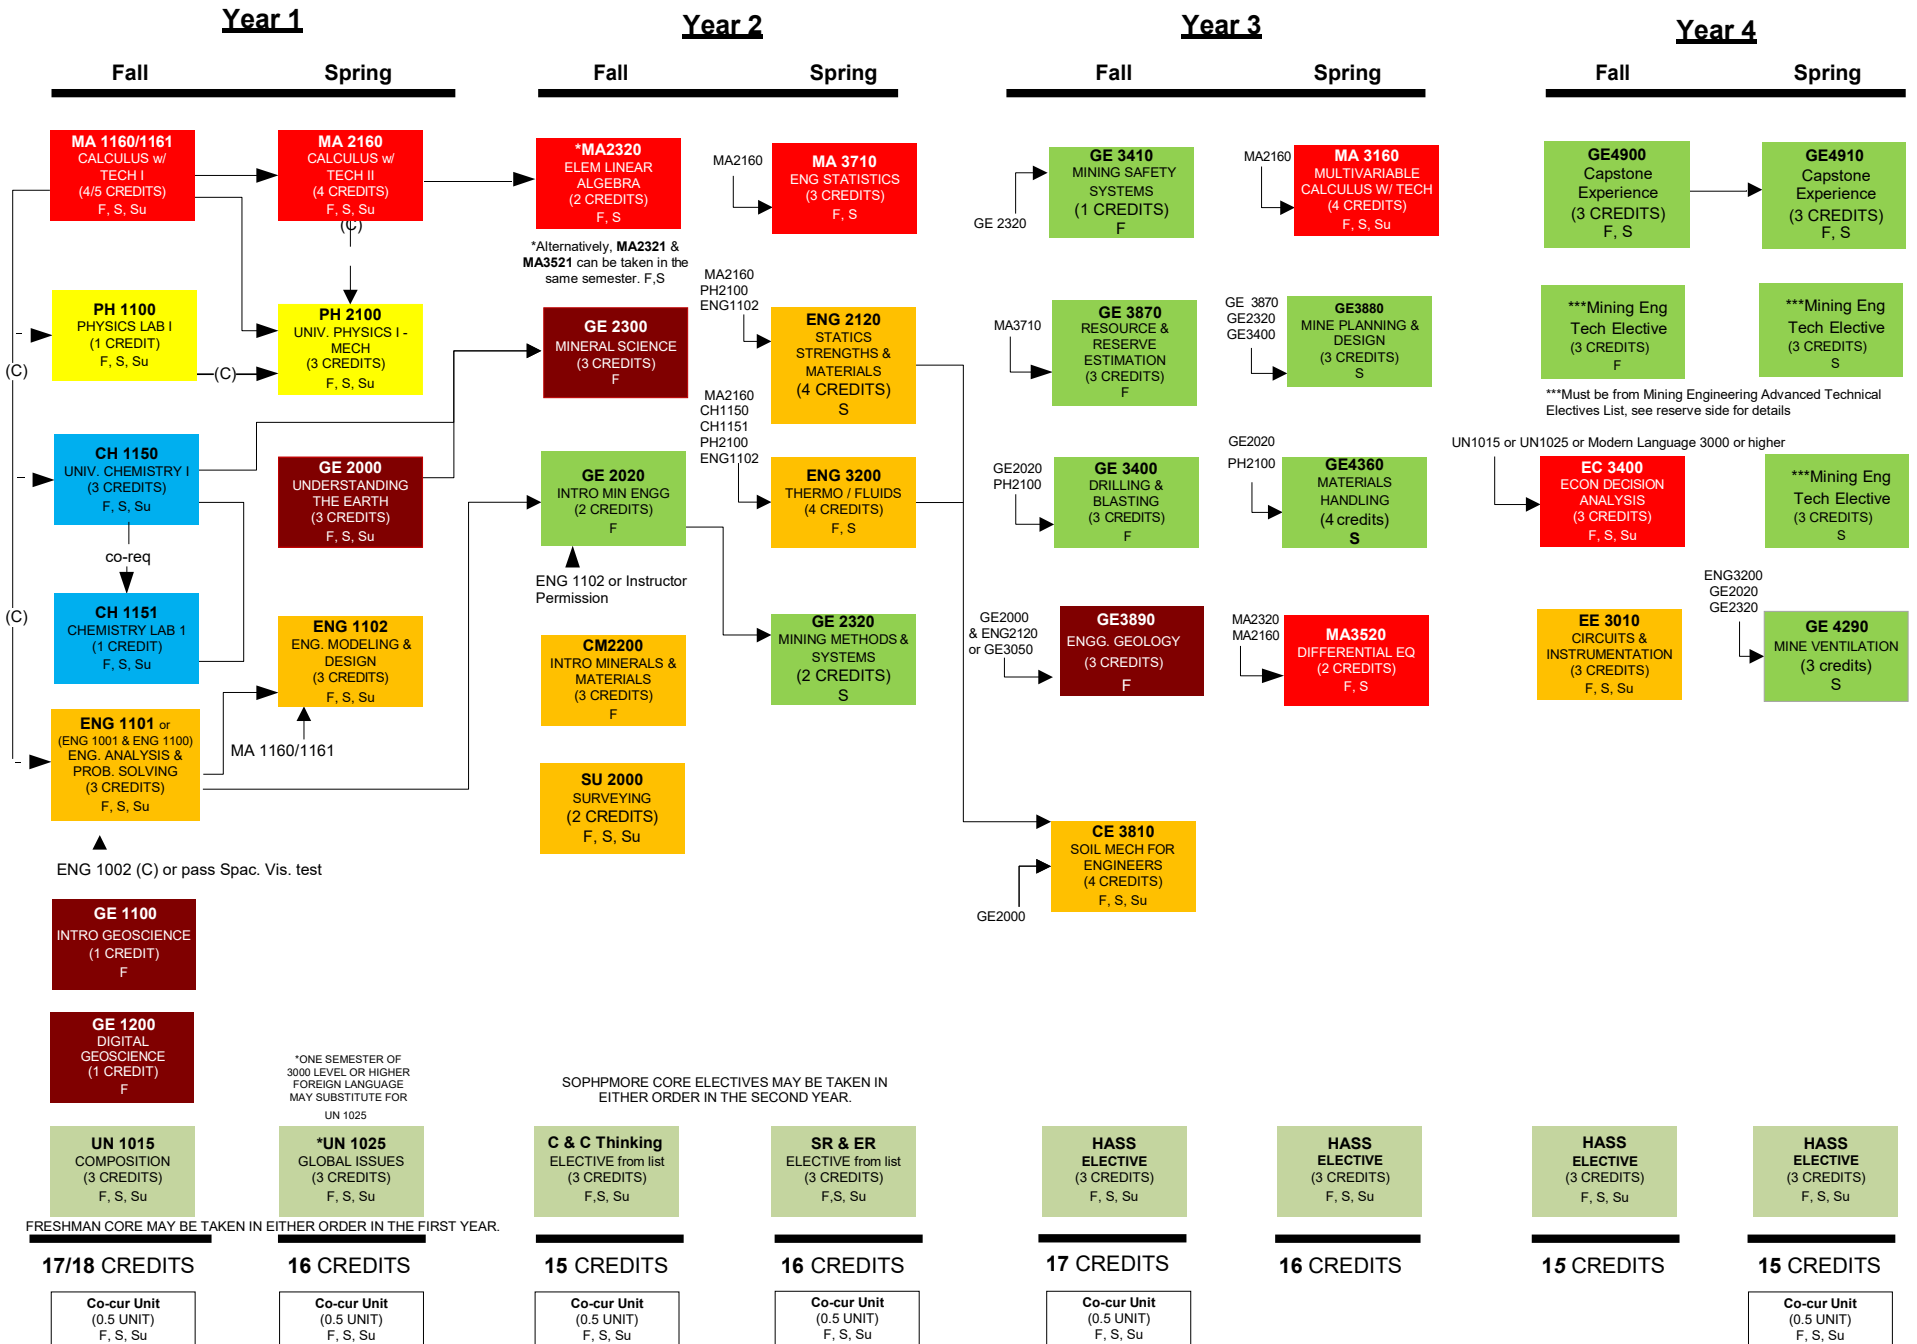 Year 1
Year 2
Year 3
Year 4
Fall
Spring
Fall
Spring
Fall
Spring
Fall
Spring
MA 1160/1161
CALCULUS w/
TECH I
(4/5 CREDITS)
F, S, Su
MA 2160
CALCULUS w/
TECH II
(4 CREDITS)
F, S, Su
(C)
*MA2320
ELEM LINEAR
ALGEBRA
(2 CREDITS)
F, S
*Alternatively, MA2321 &
MA3521 can be taken in the
same semester. F,S
MA2160
MA 3710
ENG STATISTICS
(3 CREDITS)
F, S
GE 2320
GE 3410
MINING SAFETY
SYSTEMS
(1 CREDITS)
F
MA2160
MA 3160
MULTIVARIABLE
CALCULUS W/ TECH
(4 CREDITS)
F, S, Su
GE4900
Capstone
Experience
(3 CREDITS)
F, S
GE4910
Capstone
Experience
(3 CREDITS)
F, S
(C)
PH 1100
PHYSICS LAB I
(1 CREDIT)
F, S, Su
(C)
PH 2100
UNIV. PHYSICS I -
MECH
(3 CREDITS)
F, S, Su
GE 2300
MINERAL SCIENCE
(3 CREDITS)
F
MA2160
PH2100
ENG1102
ENG 2120
STATICS
STRENGTHS &
MATERIALS
(4 CREDITS)
S
MA3710
GE 3870
RESOURCE &
RESERVE
ESTIMATION
(3 CREDITS)
F
GE 3870
GE2320
GE3400
GE3880
MINE PLANNING &
DESIGN
(3 CREDITS)
S
***Mining Eng
Tech Elective
(3 CREDITS)
F
***Mining Eng
Tech Elective
(3 CREDITS)
S
***Must be from Mining Engineering Advanced Technical
Electives List, see reserve side for details
CH 1150
UNIV. CHEMISTRY I
(3 CREDITS)
F, S, Su
co-req
GE 2000
UNDERSTANDING
THE EARTH
(3 CREDITS)
F, S, Su
GE 2020
INTRO MIN ENGG
(2 CREDITS)
F
ENG 1102 or Instructor
Permission
MA2160
CH1150
CH1151
PH2100
ENG1102
ENG 3200
THERMO / FLUIDS
(4 CREDITS)
F, S
GE2020
PH2100
GE 3400
DRILLING &
BLASTING
(3 CREDITS)
F
GE2020
PH2100
GE4360
MATERIALS
HANDLING
(4 credits)
S
UN1015 or UN1025 or Modern Language 3000 or higher
EC 3400
ECON DECISION
ANALYSIS
(3 CREDITS)
F, S, Su
***Mining Eng
Tech Elective
(3 CREDITS)
S
(C)
CH 1151
CHEMISTRY LAB 1
(1 CREDIT)
F, S, Su
ENG 1102
ENG. MODELING &
DESIGN
(3 CREDITS)
F, S, Su
MA 1160/1161
CM2200
INTRO MINERALS &
MATERIALS
(3 CREDITS)
F
GE 2320
MINING METHODS &
SYSTEMS
(2 CREDITS)
S
GE2000
& ENG2120
or GE3050
GE3890
ENGG. GEOLOGY
(3 CREDITS)
F
MA2320
MA2160
MA3520
DIFFERENTIAL EQ
(2 CREDITS)
F, S
EE 3010
CIRCUITS &
INSTRUMENTATION
(3 CREDITS)
F, S, Su
ENG3200
GE2020
GE2320
GE 4290
MINE VENTILATION
(3 credits)
S
ENG 1101 or
(ENG 1001 & ENG 1100)
ENG. ANALYSIS &
PROB. SOLVING
(3 CREDITS)
F, S, Su
ENG 1002 (C) or pass Spac. Vis. test
SU 2000
SURVEYING
(2 CREDITS)
F, S, Su
GE2000
CE 3810
SOIL MECH FOR
ENGINEERS
(4 CREDITS)
F, S, Su
GE 1100
INTRO GEOSCIENCE
(1 CREDIT)
F
GE 1200
DIGITAL
GEOSCIENCE
(1 CREDIT)
F
*ONE SEMESTER OF
3000 LEVEL OR HIGHER
FOREIGN LANGUAGE
MAY SUBSTITUTE FOR
UN 1025
SOPHPMORE CORE ELECTIVES MAY BE TAKEN IN
EITHER ORDER IN THE SECOND YEAR.
UN 1015
COMPOSITION
(3 CREDITS)
F, S, Su
*UN 1025
GLOBAL ISSUES
(3 CREDITS)
F, S, Su
C & C Thinking
ELECTIVE from list
(3 CREDITS)
F,S, Su
SR & ER
ELECTIVE from list
(3 CREDITS)
F,S, Su
HASS
ELECTIVE
(3 CREDITS)
F, S, Su
HASS
ELECTIVE
(3 CREDITS)
F, S, Su
HASS
ELECTIVE
(3 CREDITS)
F, S, Su
HASS
ELECTIVE
(3 CREDITS)
F, S, Su
FRESHMAN CORE MAY BE TAKEN IN EITHER ORDER IN THE FIRST YEAR.
17/18 CREDITS
16 CREDITS
15 CREDITS
16 CREDITS
17 CREDITS
16 CREDITS
15 CREDITS
15 CREDITS
Co-cur Unit
(0.5 UNIT)
F, S, Su
Co-cur Unit
(0.5 UNIT)
F, S, Su
Co-cur Unit
(0.5 UNIT)
F, S, Su
Co-cur Unit
(0.5 UNIT)
F, S, Su
Co-cur Unit
(0.5 UNIT)
F, S, Su
Co-cur Unit
(0.5 UNIT)
F, S, Su